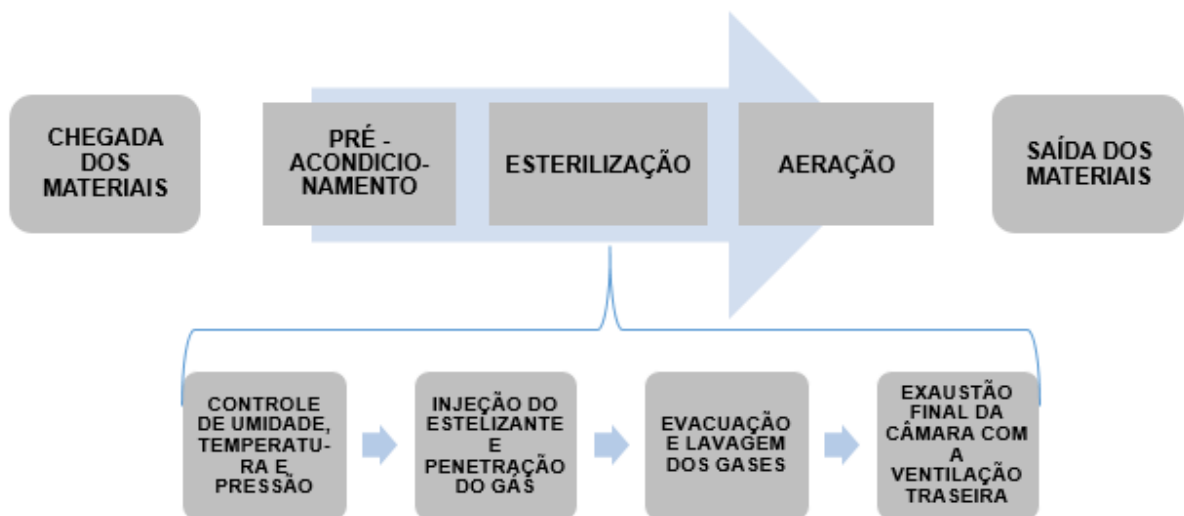 CHEGADA
DOS
MATERIAIS
PRÉ -
ACONDICIO-
NAMENTO
ESTERILIZAÇÃO
AERAÇÃO
SAÍDA DOS
MATERIAIS
CONTROLE
DE UMIDADE,
TEMPERATU-
RA E
PRESSÃO
INJEÇÃO DO
ESTELIZANTE
E
PENETRAÇÃO
DO GÁS
EVACUAÇÃO
E LAVAGEM
DOS GASES
EXAUSTÃO
FINAL DA
CÂMARA COM
A
VENTILAÇÃO
TRASEIRA